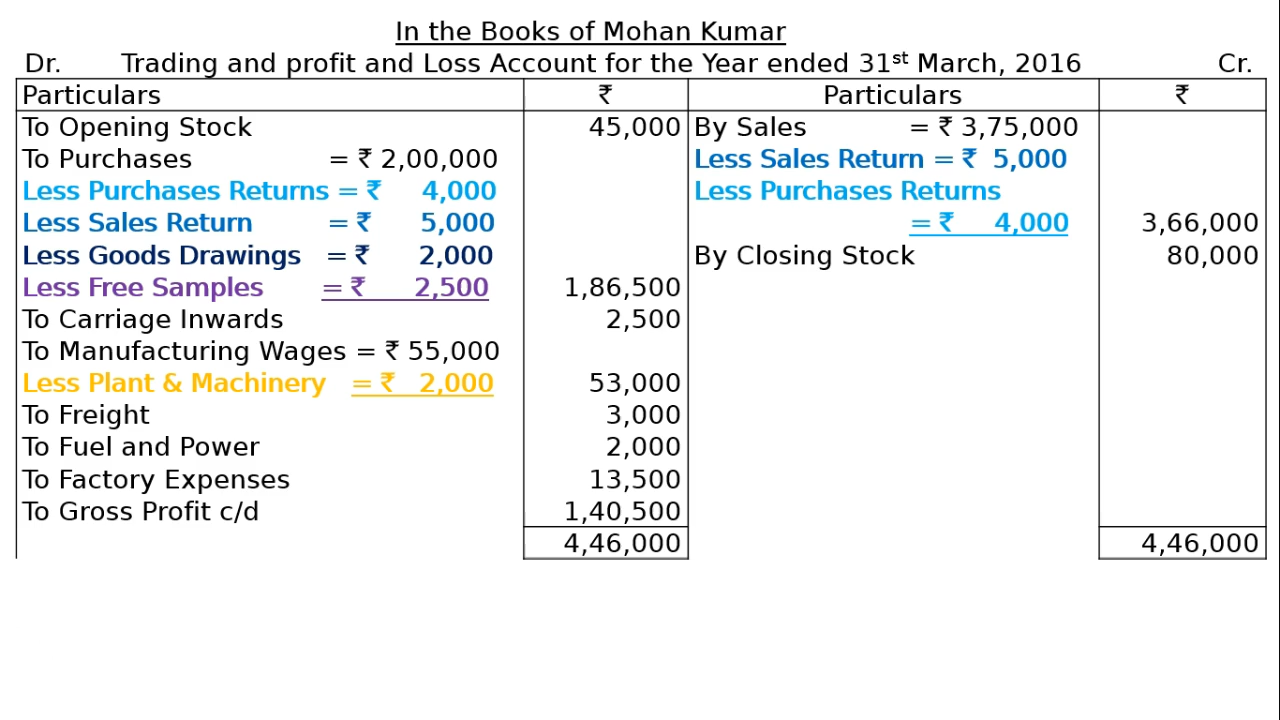 In the Books of Mohan Kumar
Dr. Trading and profit and Loss Account for the Year ended 31st March, 2016 Cr.
Particulars ₹ Particulars ₹
To Opening Stock 45,000 By Sales = ₹ 3,75,000
To Purchases = ₹ 2,00,000 Less Sales Return = ₹ 5,000
Less Purchases Returns = ₹ 4,000 Less Purchases Returns
Less Sales Return = ₹ 5,000 = ₹ 4,000 3,66,000
Less Goods Drawings = ₹ 2,000 By Closing Stock 80,000
Less Free Samples = ₹ 2,500 1,86,500
To Carriage Inwards 2,500
To Manufacturing Wages = ₹ 55,000
Less Plant & Machinery = ₹ 2,000 53,000
To Freight 3,000
To Fuel and Power 2,000
To Factory Expenses 13,500
To Gross Profit c/d 1,40,500
4,46,000 4,46,000